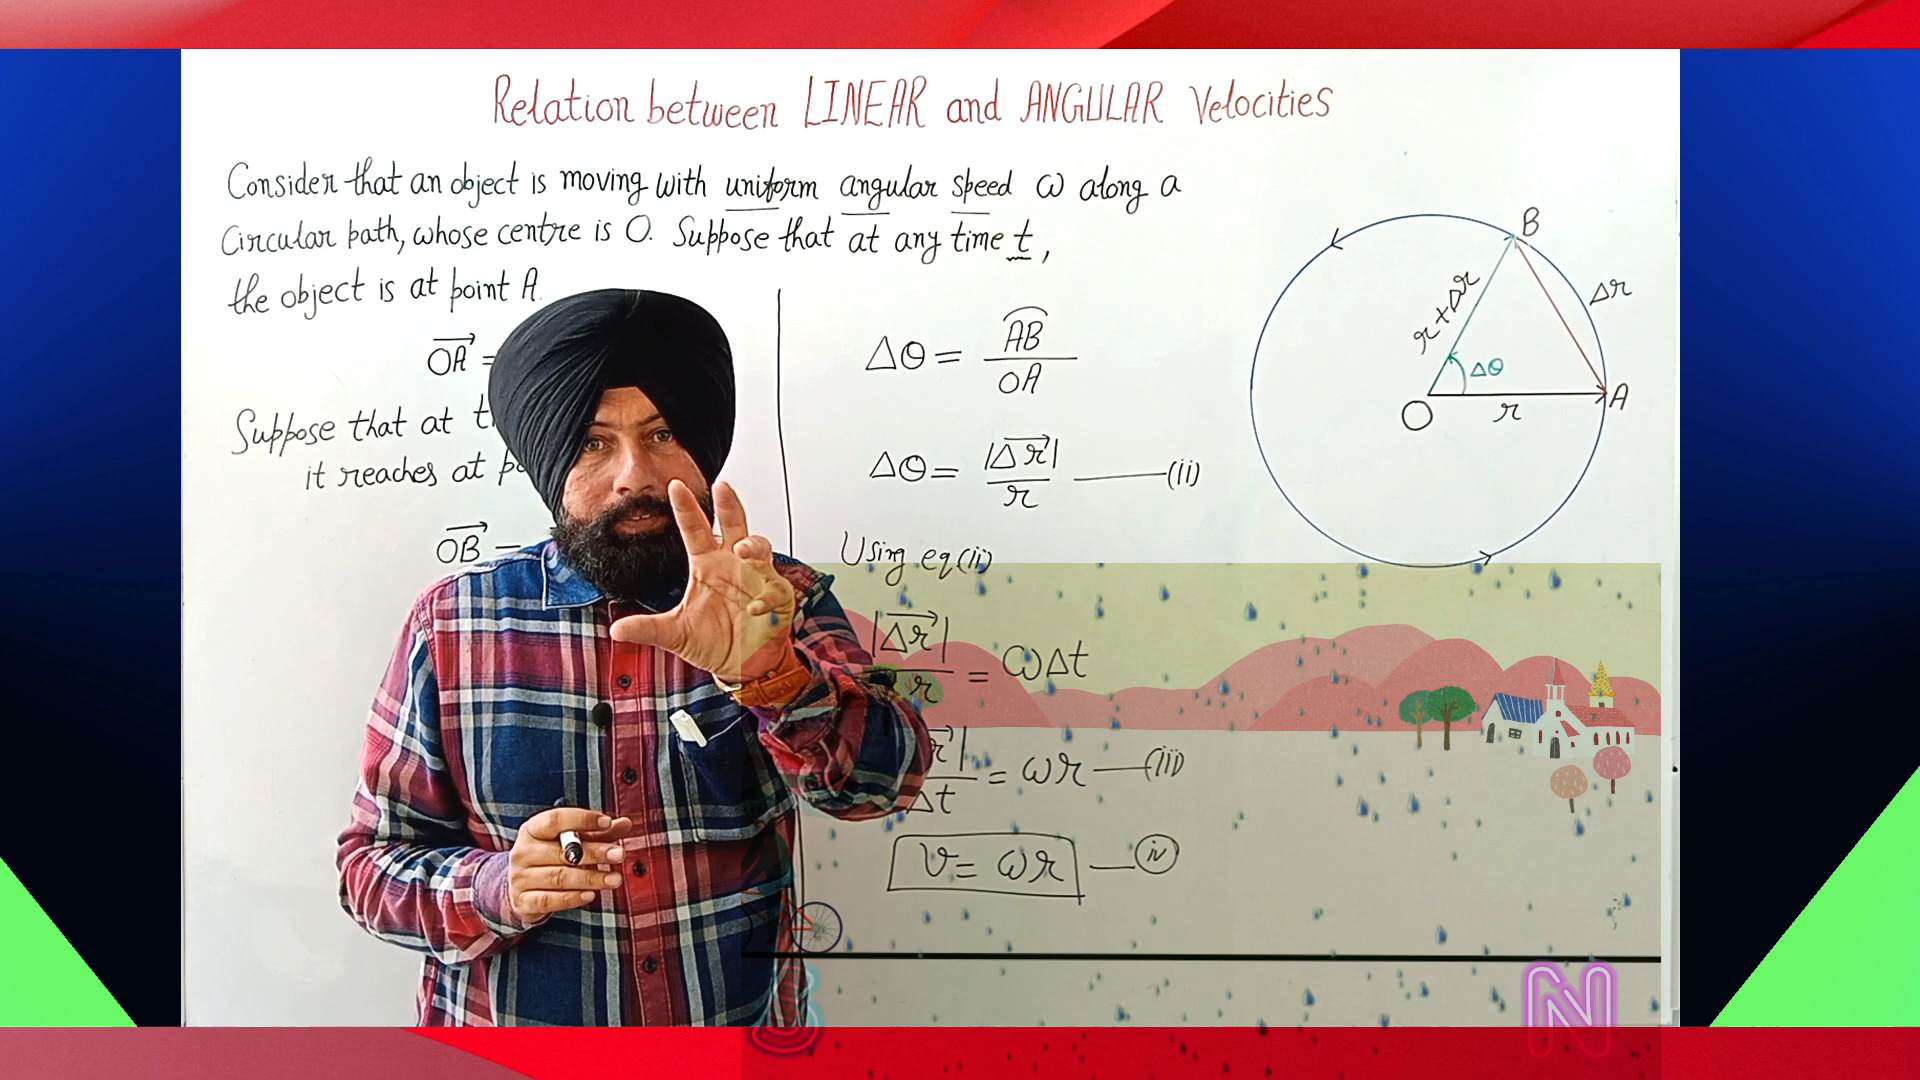 Relation between LINEAR and ANGULAR Velocities
Consider that an object is moving with uniform angular speed ω along a
circular path, whose centre is O. Suppose that at any time t,
the object is at point A.
OA⃗ =
Suppose that at t
it reaches at
OB⃗ =
Δθ = AB⌒ / OA
Δθ = |Δr⃗| / r —— (ii)
Using eq (ii)
|Δr⃗| / r = ωΔt
r⃗| / Δt = ωr —— (iii)
v = ωr —— (iv)
B
r + Δr
Δr
Δθ
O
r
A
N